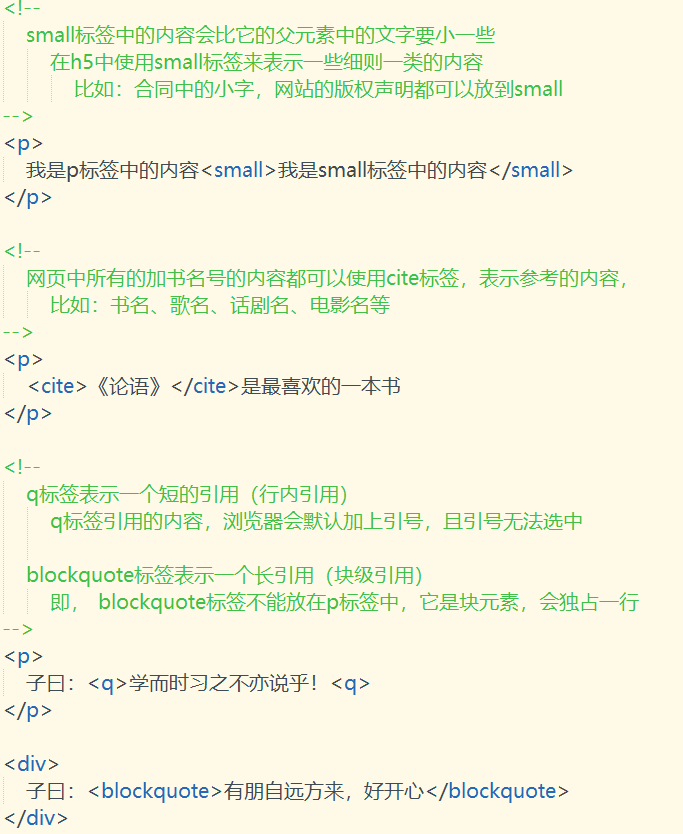 <!--
small标签中的内容会比它的父元素中的文字要小一些
在h5中使用small标签来表示一些细则一类的内容
比如：合同中的小字，网站的版权声明都可以放到small
-->
<p>
我是p标签中的内容<small>我是small标签中的内容</small>
</p>
<!--
网页中所有的加书名号的内容都可以使用cite标签，表示参考的内容，
比如：书名、歌名、话剧名、电影名等
-->
<p>
<cite>《论语》</cite>是最喜欢的一本书
</p>
<!--
q标签表示一个短的引用（行内引用）
q标签引用的内容，浏览器会默认加上引号，且引号无法选中
blockquote标签表示一个长引用（块级引用）
即， blockquote标签不能放在p标签中，它是块元素，会独占一行
-->
<p>
子曰：<q>学而时习之不亦说乎！<q>
</p>
<div>
子曰：<blockquote>有朋自远方来，好开心</blockquote>
</div>